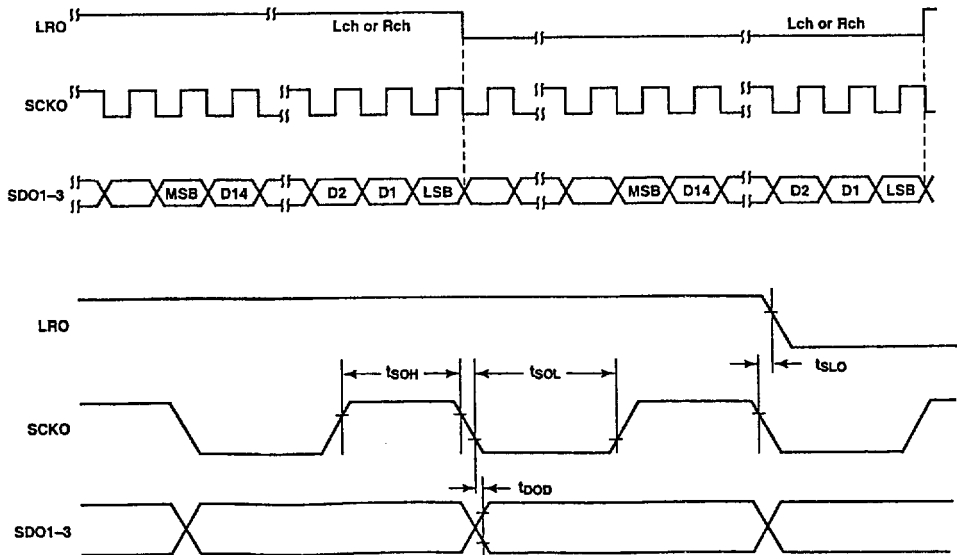 LRO
Lch or Rch
Lch or Rch
SCKO
SDO1–3
MSB
D14
D2
D1
LSB
MSB
D14
D2
D1
LSB
LRO
tSLO
tSOH
tSOL
SCKO
tDOD
SDO1–3